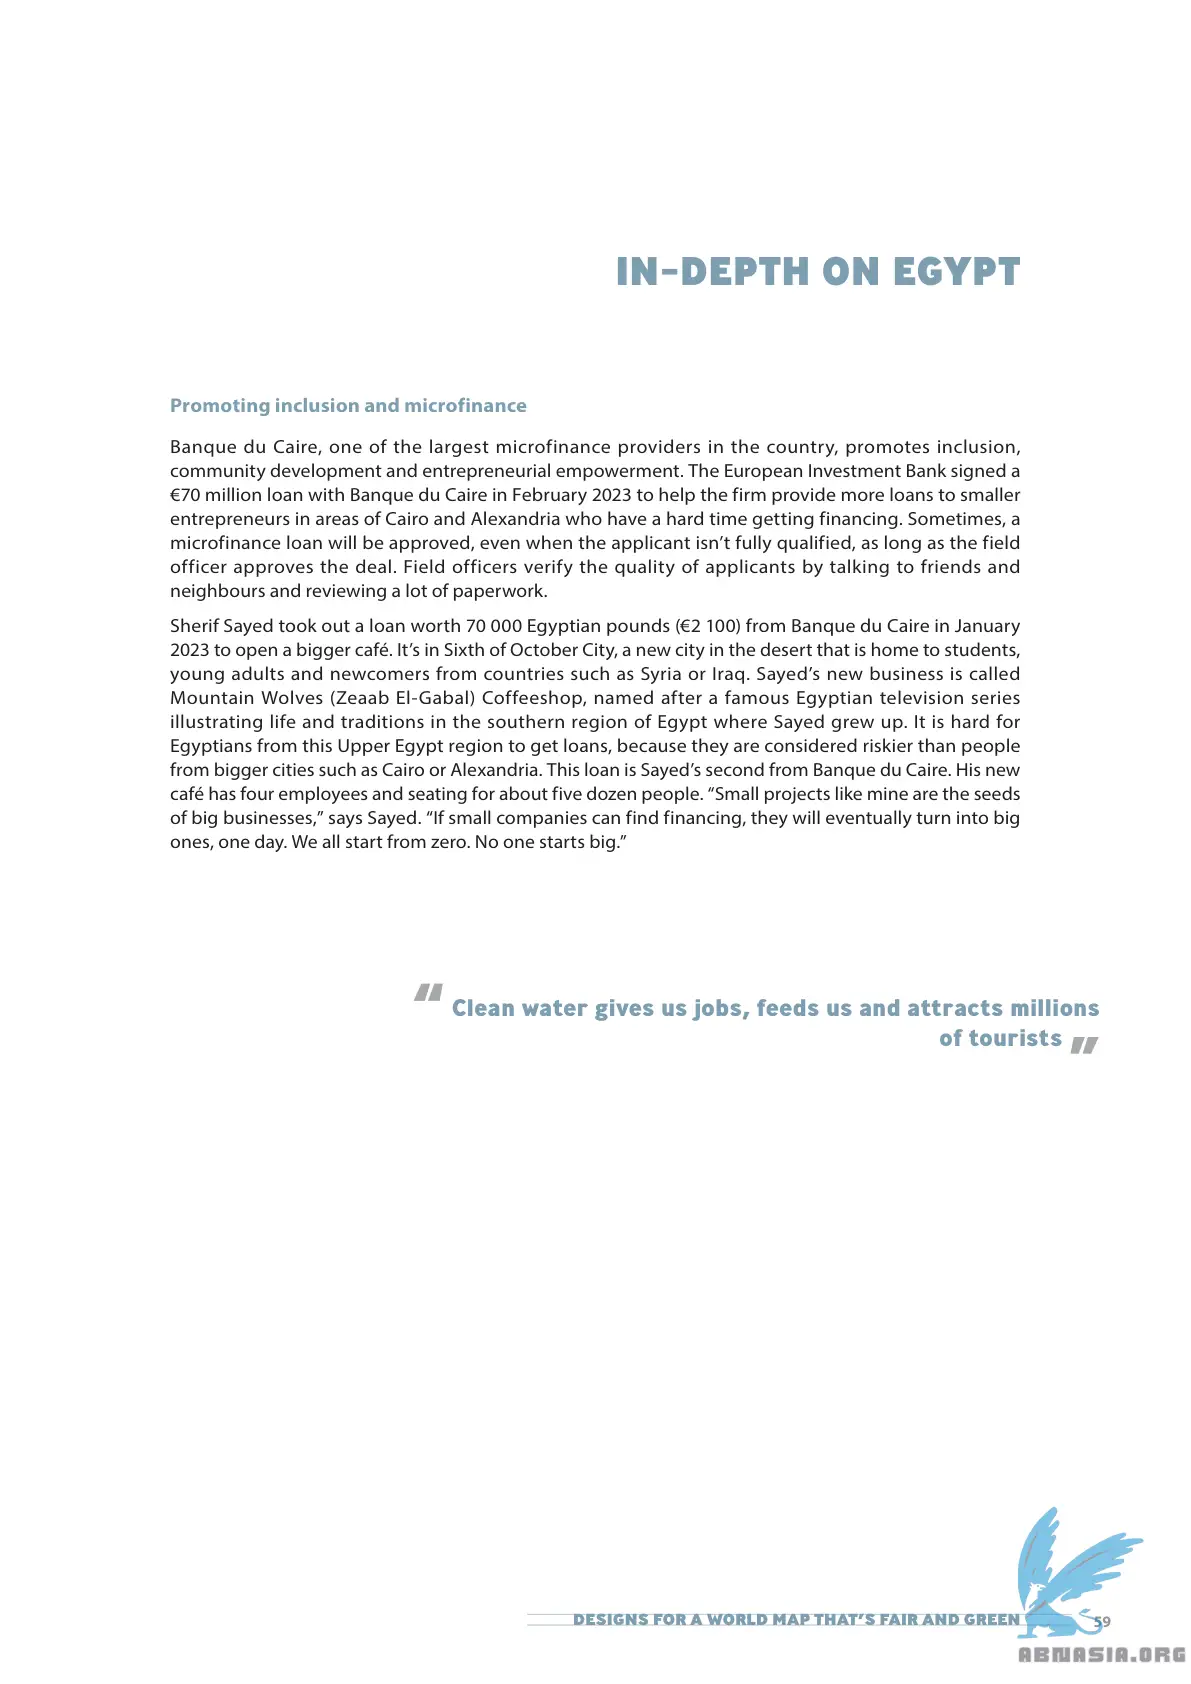 IN-DEPTH ON EGYPT
Promoting inclusion and microfinance
Banque du Caire, one of the largest microfinance providers in the country, promotes inclusion,
community development and entrepreneurial empowerment. The European Investment Bank signed a
€70 million loan with Banque du Caire in February 2023 to help the firm provide more loans to smaller
entrepreneurs in areas of Cairo and Alexandria who have a hard time getting financing. Sometimes, a
microfinance loan will be approved, even when the applicant isn’t fully qualified, as long as the field
officer approves the deal. Field officers verify the quality of applicants by talking to friends and
neighbours and reviewing a lot of paperwork.
Sherif Sayed took out a loan worth 70 000 Egyptian pounds (€2 100) from Banque du Caire in January
2023 to open a bigger café. It’s in Sixth of October City, a new city in the desert that is home to students,
young adults and newcomers from countries such as Syria or Iraq. Sayed’s new business is called
Mountain Wolves (Zeaab El-Gabal) Coffeeshop, named after a famous Egyptian television series
illustrating life and traditions in the southern region of Egypt where Sayed grew up. It is hard for
Egyptians from this Upper Egypt region to get loans, because they are considered riskier than people
from bigger cities such as Cairo or Alexandria. This loan is Sayed’s second from Banque du Caire. His new
café has four employees and seating for about five dozen people. “Small projects like mine are the seeds
of big businesses,” says Sayed. “If small companies can find financing, they will eventually turn into big
ones, one day. We all start from zero. No one starts big.”
“ Clean water gives us jobs, feeds us and attracts millions
of tourists ”
DESIGNS FOR A WORLD MAP THAT’S FAIR AND GREEN 59
ABNASIA.ORG